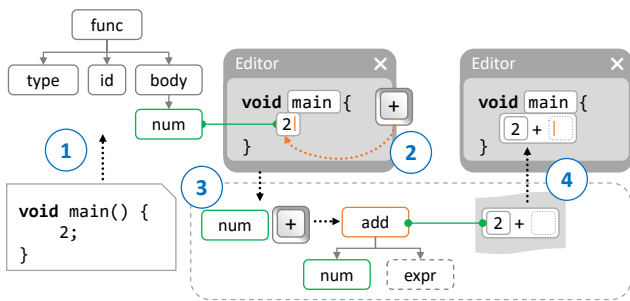 func
type
id
body
num
1
void main() {
2;
}
Editor
void main {
2
}
+
2
Editor
void main {
2 +
}
4
3
num
+
add
num
expr
2 +